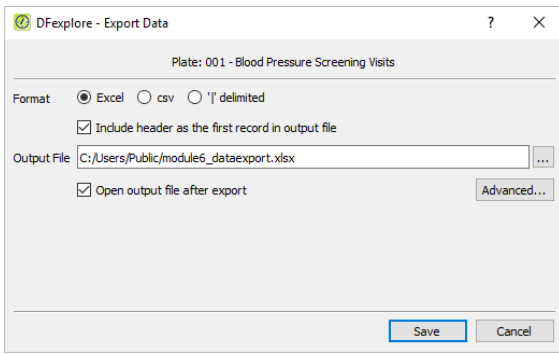 DFexplore - Export Data ? ×
Plate: 001 - Blood Pressure Screening Visits
Format Excel csv '|' delimited
Include header as the first record in output file
Output File C:/Users/Public/module6_dataexport.xlsx ...
Open output file after export Advanced...
Save Cancel